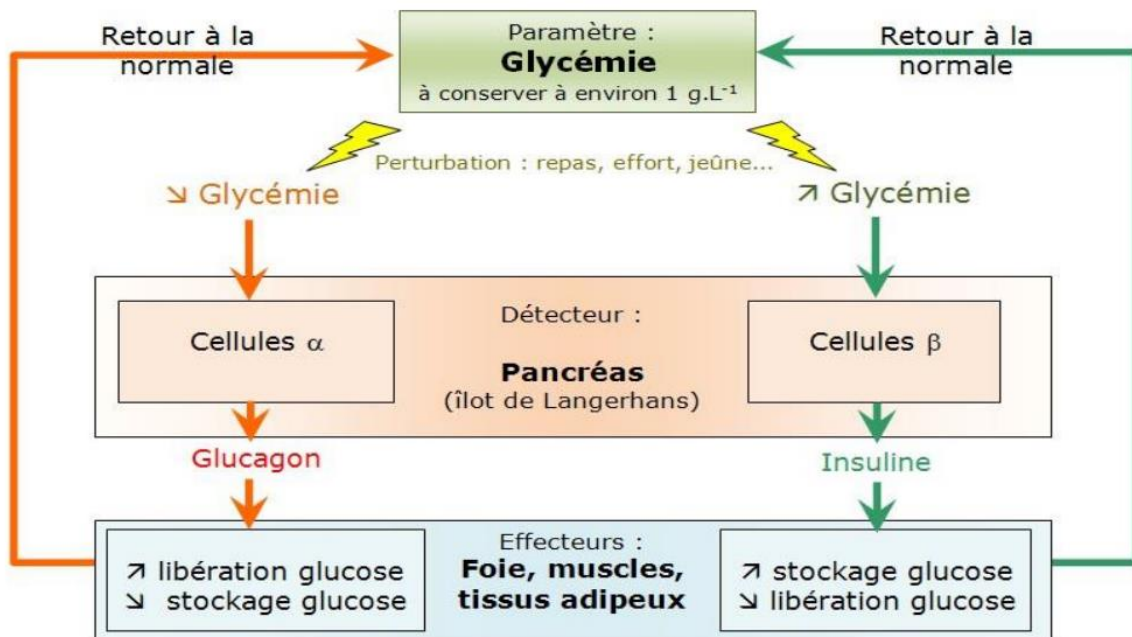 Retour à la
normale
Paramètre :
Glycémie
à conserver à environ 1 g.L⁻¹
Retour à la
normale
Perturbation : repas, effort, jeûne...
↘ Glycémie
↗ Glycémie
Cellules α
Détecteur :
Pancréas
(îlot de Langerhans)
Cellules β
Glucagon
Insuline
↗ libération glucose
↘ stockage glucose
Effecteurs :
Foie, muscles,
tissus adipeux
↗ stockage glucose
↘ libération glucose